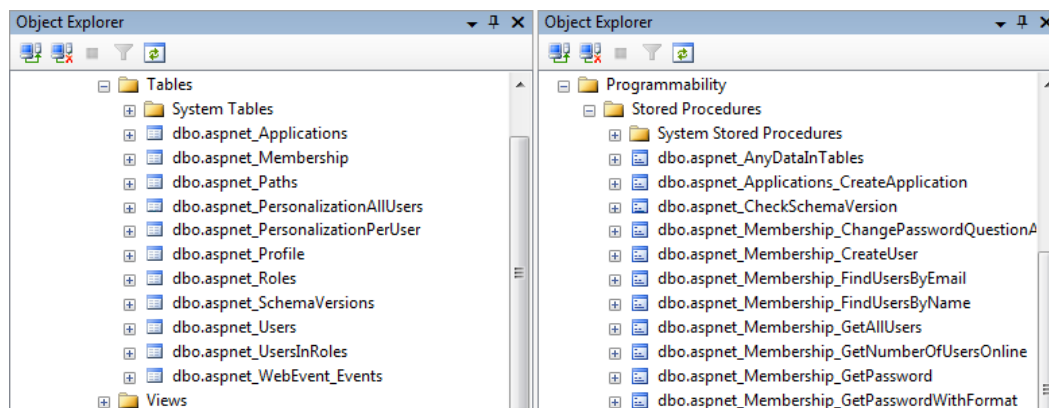 Object Explorer
Tables
System Tables
dbo.aspnet_Applications
dbo.aspnet_Membership
dbo.aspnet_Paths
dbo.aspnet_PersonalizationAllUsers
dbo.aspnet_PersonalizationPerUser
dbo.aspnet_Profile
dbo.aspnet_Roles
dbo.aspnet_SchemaVersions
dbo.aspnet_Users
dbo.aspnet_UsersInRoles
dbo.aspnet_WebEvent_Events
Views
Object Explorer
Programmability
Stored Procedures
System Stored Procedures
dbo.aspnet_AnyDataInTables
dbo.aspnet_Applications_CreateApplication
dbo.aspnet_CheckSchemaVersion
dbo.aspnet_Membership_ChangePasswordQuestionA
dbo.aspnet_Membership_CreateUser
dbo.aspnet_Membership_FindUsersByEmail
dbo.aspnet_Membership_FindUsersByName
dbo.aspnet_Membership_GetAllUsers
dbo.aspnet_Membership_GetNumberOfUsersOnline
dbo.aspnet_Membership_GetPassword
dbo.aspnet_Membership_GetPasswordWithFormat